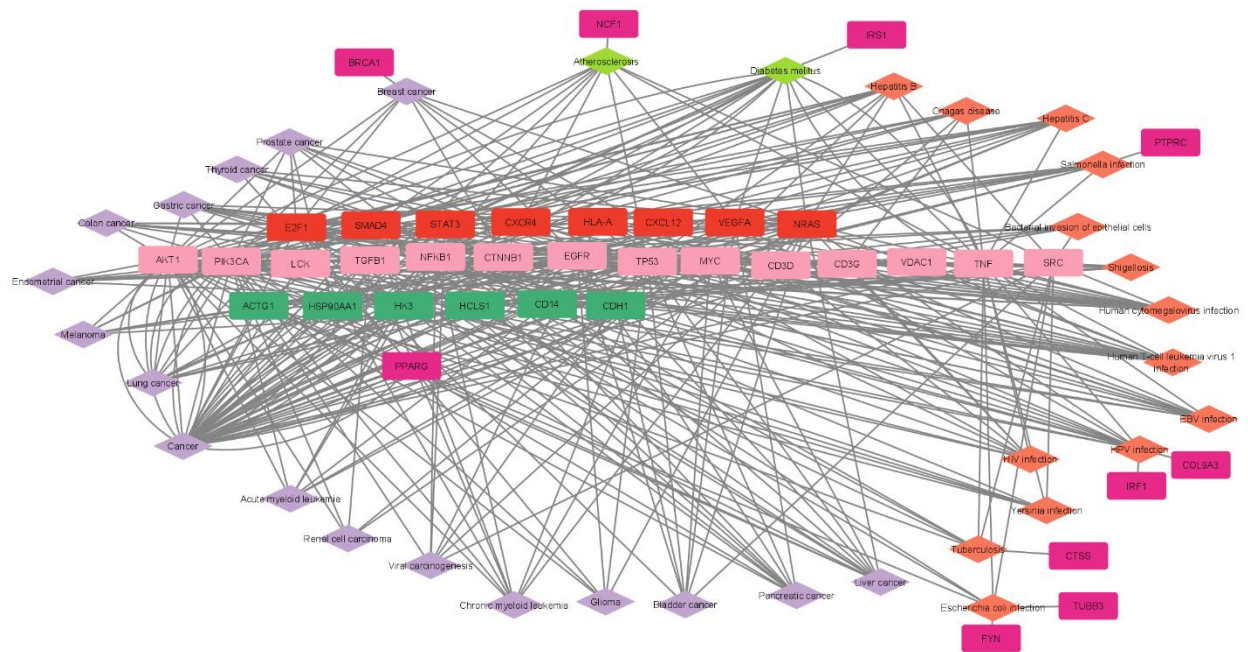 NCF1
IRS1
BRCA1
Atherosclerosis
Diabetes melitus
Hepatitis B
Breast cancer
Chagas disease
Hepatitis C
Prostate cancer
PTPRC
Thyroid cancer
Salmonella infection
Gastric cancer
Colon cancer
E2F1
SMAD4
STAT3
CXCR4
HLA-A
CXCL12
VEGFA
NRAS
Bacterial invasion of epithelial cells
AKT1
PIK3CA
LCK
TGFB1
NFKB1
CTNNB1
EGFR
TP53
MYC
CD3D
CD3G
VDAC1
TNF
SRC
Shigellosis
Endometrial cancer
ACTG1
HSP90AA1
HK3
HCLS1
CD14
CDH1
Human cytomegalovirus infection
Melanoma
PPARG
Human T-cell leukemia virus 1
infection
Lung cancer
EBV infection
Cancer
HIV infection
HPV infection
COL9A3
IRF1
Acute myeloid leukemia
Yersinia infection
Renal cell carcinoma
Tuberculosis
CTSS
Viral carcinogenesis
Liver cancer
Pancreatic cancer
Chronic myeloid leukemia
Glioma
Bladder cancer
Escherichia coli infection
TUBB3
FYN